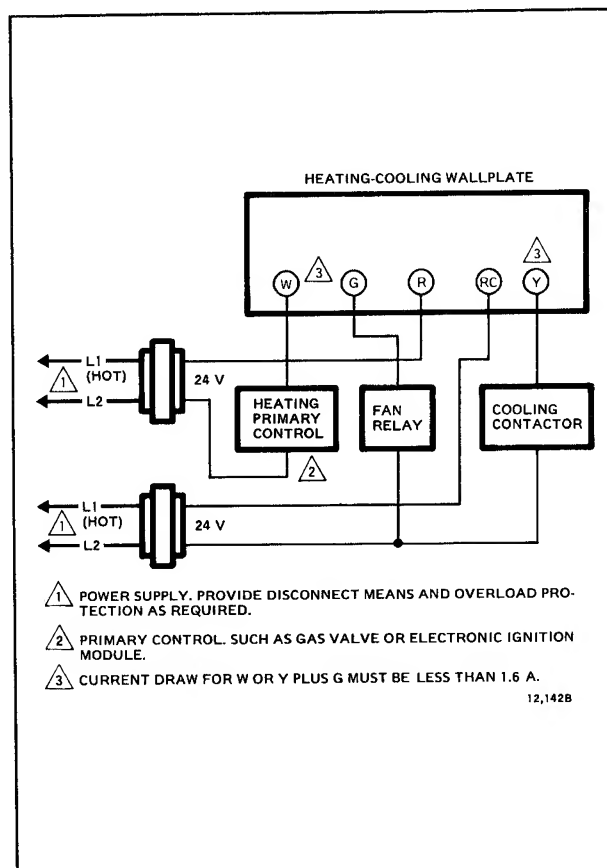 HEATING-COOLING WALLPLATE
3
3
W
G
R
RC
Y
L1
(HOT)
1
L2
24 V
HEATING
PRIMARY
CONTROL
FAN
RELAY
COOLING
CONTACTOR
2
L1
(HOT)
1
L2
24 V
1 POWER SUPPLY. PROVIDE DISCONNECT MEANS AND OVERLOAD PRO-
TECTION AS REQUIRED.
2 PRIMARY CONTROL. SUCH AS GAS VALVE OR ELECTRONIC IGNITION
MODULE.
3 CURRENT DRAW FOR W OR Y PLUS G MUST BE LESS THAN 1.6 A.
12,142B